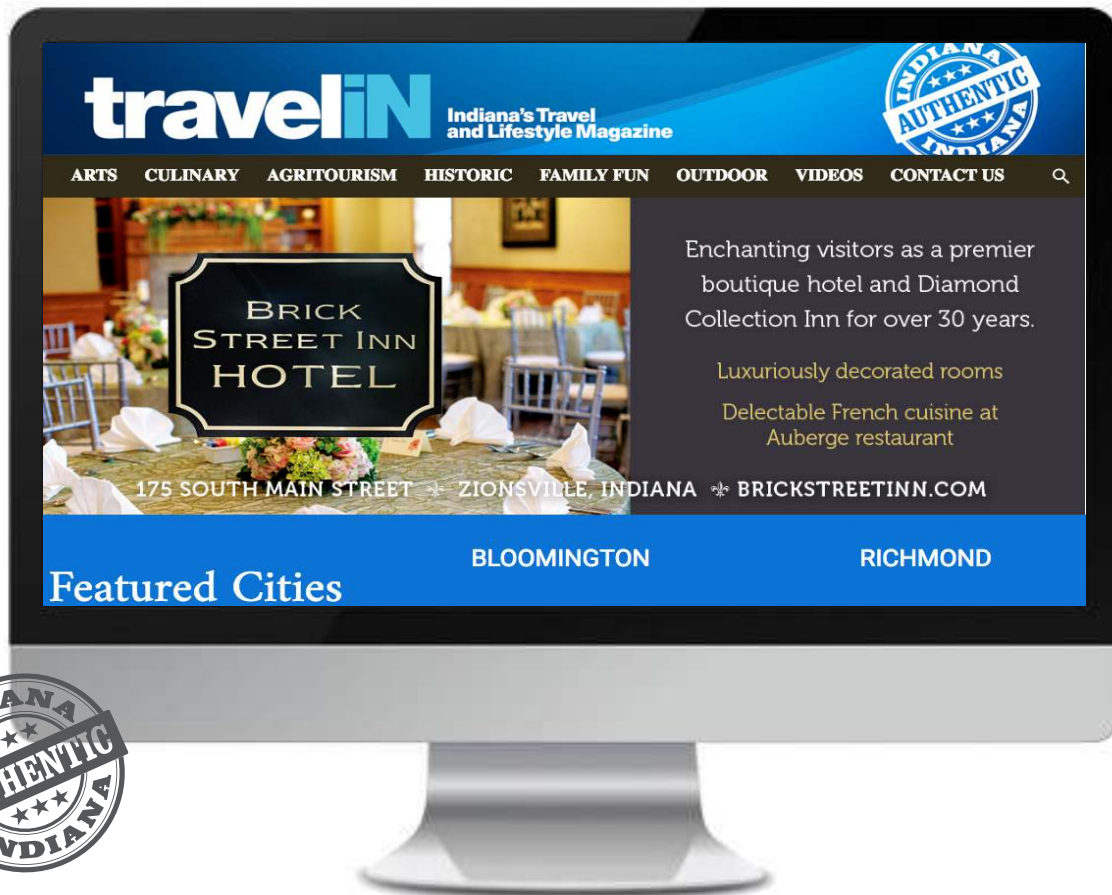 traveliN
Indiana's Travel
and Lifestyle Magazine
INDIANA
AUTHENTIC
INDIANA
ARTS CULINARY AGRITOURISM HISTORIC FAMILY FUN OUTDOOR VIDEOS CONTACT US
BRICK
STREET INN
HOTEL
Enchanting visitors as a premier
boutique hotel and Diamond
Collection Inn for over 30 years.
Luxuriously decorated rooms
Delectable French cuisine at
Auberge restaurant
175 SOUTH MAIN STREET ⚜ ZIONSVILLE, INDIANA ⚜ BRICKSTREETINN.COM
Featured Cities
BLOOMINGTON
RICHMOND
IANA
HENTIC
INDIANA